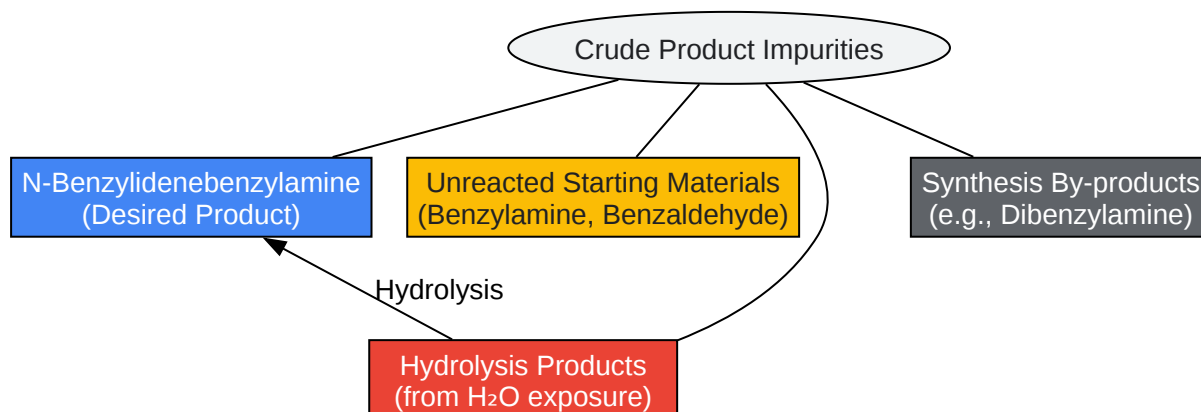 Crude Product Impurities
N-Benzylidenebenzylamine
(Desired Product)
Unreacted Starting Materials
(Benzylamine, Benzaldehyde)
Synthesis By-products
(e.g., Dibenzylamine)
Hydrolysis
Hydrolysis Products
(from H₂O exposure)